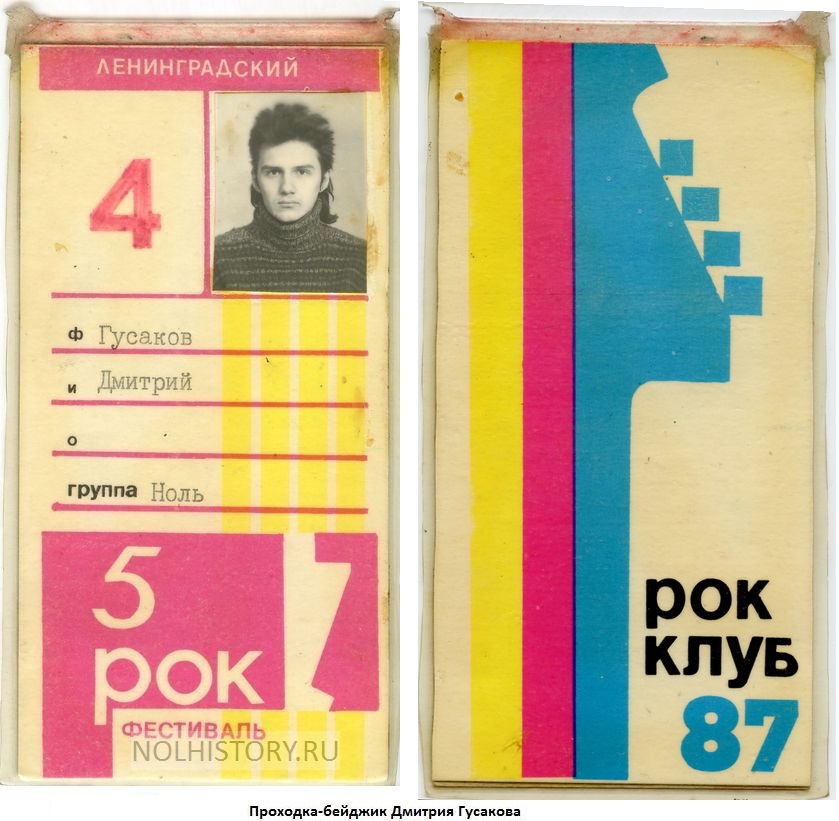 ЛЕНИНГРАДСКИЙ
4
Ф Гусаков
И Дмитрий
О
группа Ноль
5
рок
ФЕСТИВАЛЬ
NOLHISTORY.RU
рок
клуб
87
Проходка-бейджик Дмитрия Гусакова